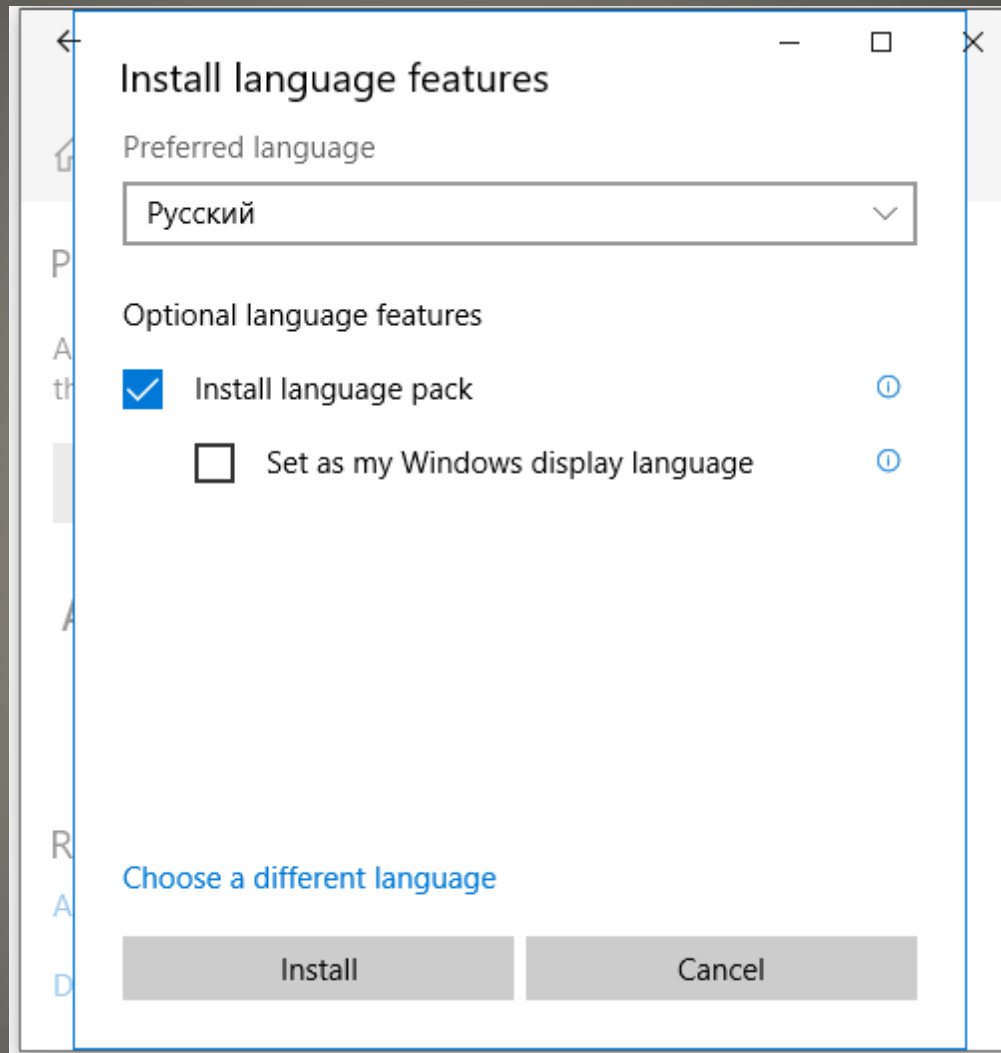 Install language features
Preferred language
Русский
Optional language features
Install language pack
Set as my Windows display language
Choose a different language
Install
Cancel